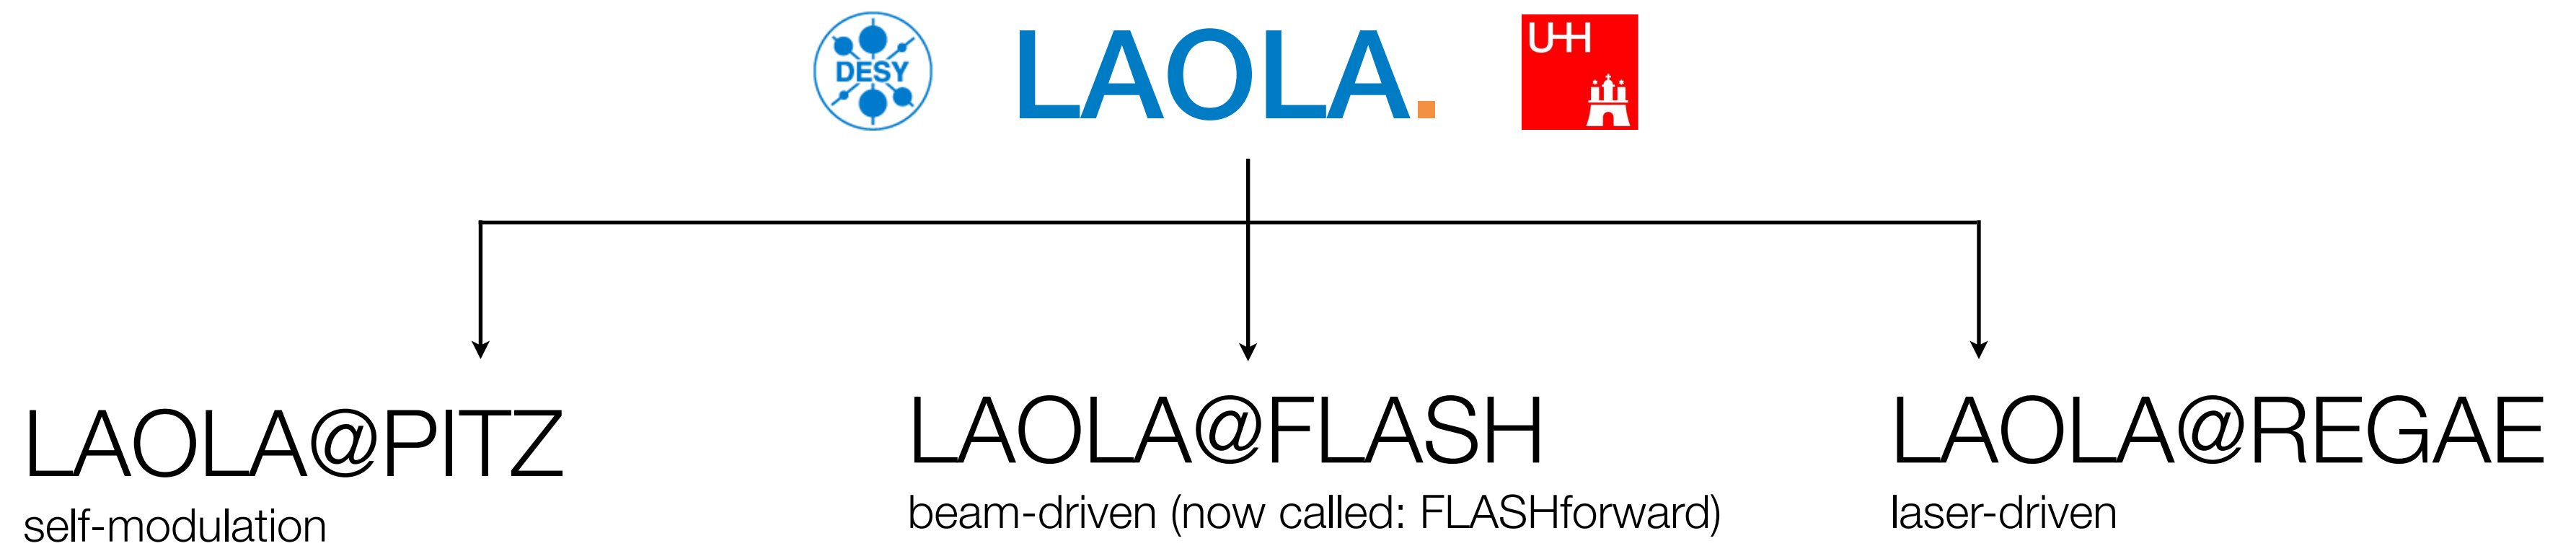 DESY
LAOLA.
UHH
LAOLA@PITZ
self-modulation
LAOLA@FLASH
beam-driven (now called: FLASHforward)
LAOLA@REGAE
laser-driven